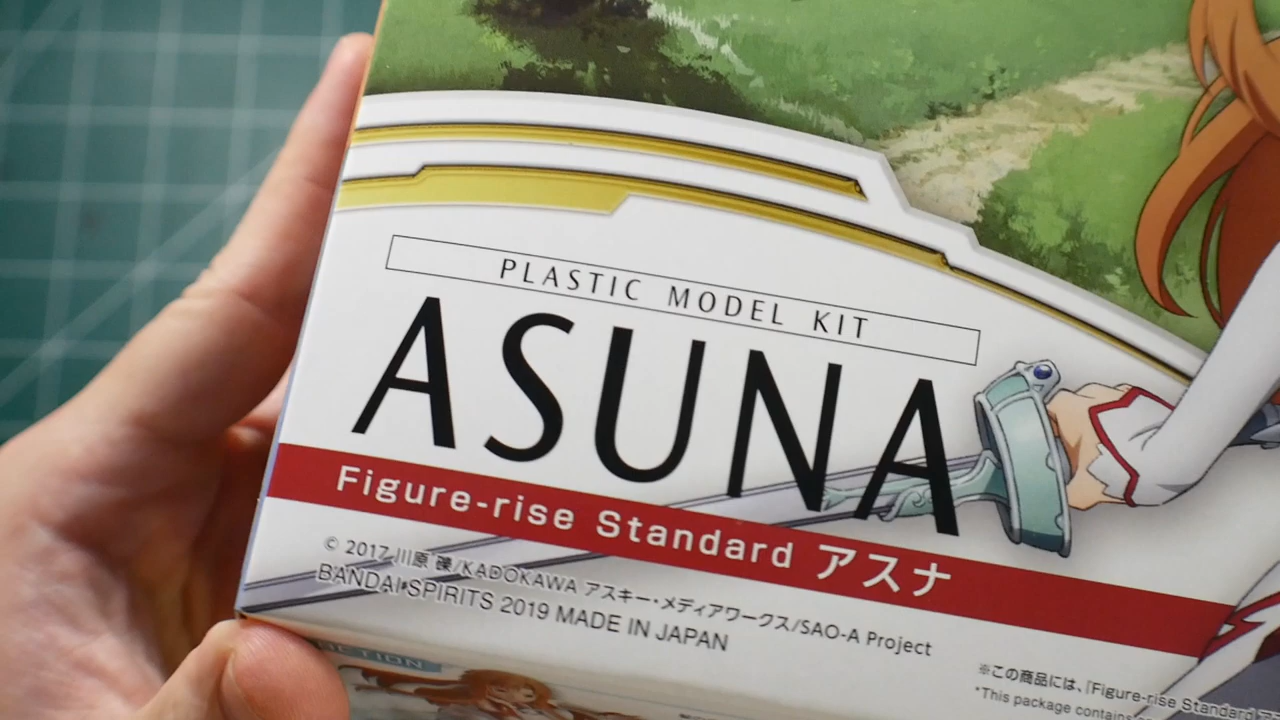 PLASTIC MODEL KIT
ASUNA
Figure-rise Standard アスナ
© 2017 川原 礫/KADOKAWA アスキー・メディアワークス/SAO-A Project
BANDAI SPIRITS 2019 MADE IN JAPAN
※この商品には、『Figure-rise Standard
*This package contains
ACTION